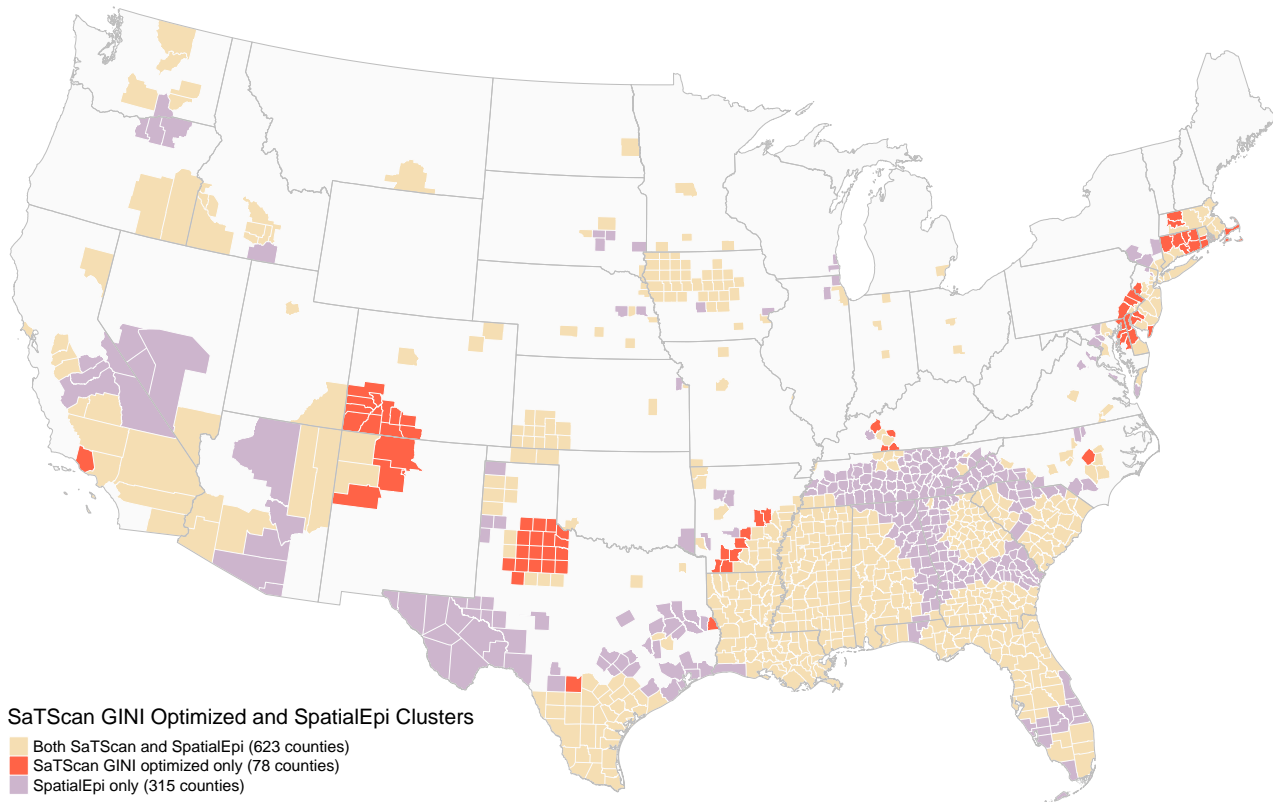 SaTScan GINI Optimized and SpatialEpi Clusters
Both SaTScan and SpatialEpi (623 counties)
SaTScan GINI optimized only (78 counties)
SpatialEpi only (315 counties)